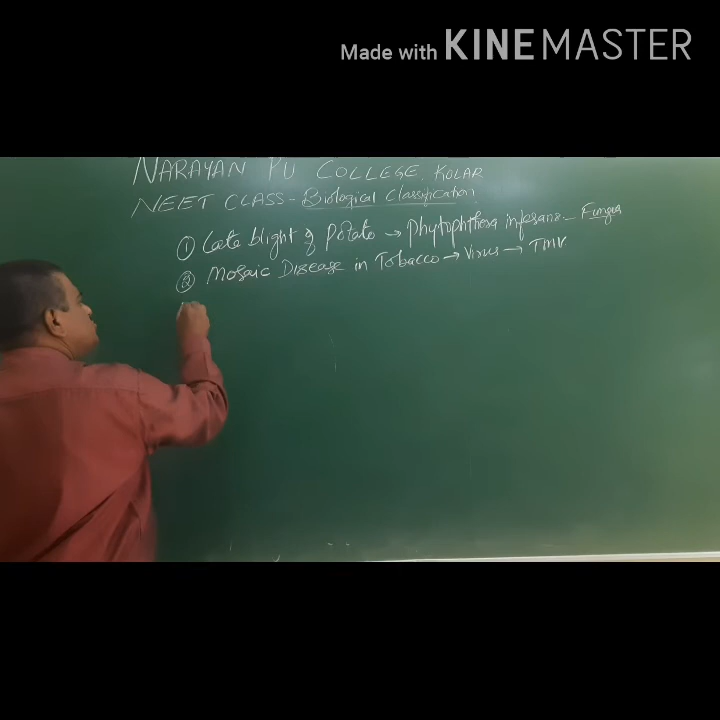 Made with KINEMASTER
NARAYAN PU COLLEGE, KOLAR
NEET CLASS - Biological Classification
① Late blight of Potato → Phytophthora infesans - Fungus
② Mosaic Disease in Tobacco → Virus → TMV